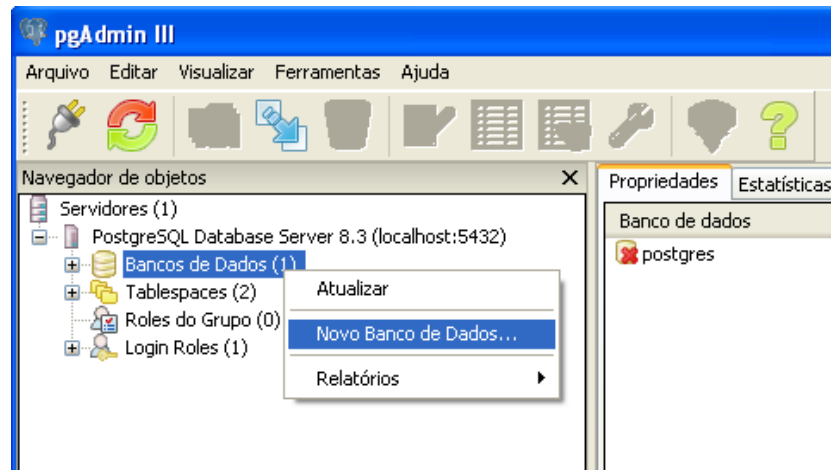 pgAdmin III
Arquivo Editar Visualizar Ferramentas Ajuda
Navegador de objetos
Servidores (1)
PostgreSQL Database Server 8.3 (localhost:5432)
Bancos de Dados (1)
Tablespaces (2)
Roles do Grupo (0)
Login Roles (1)
Atualizar
Novo Banco de Dados...
Relatórios
Propriedades Estatísticas
Banco de dados
postgres